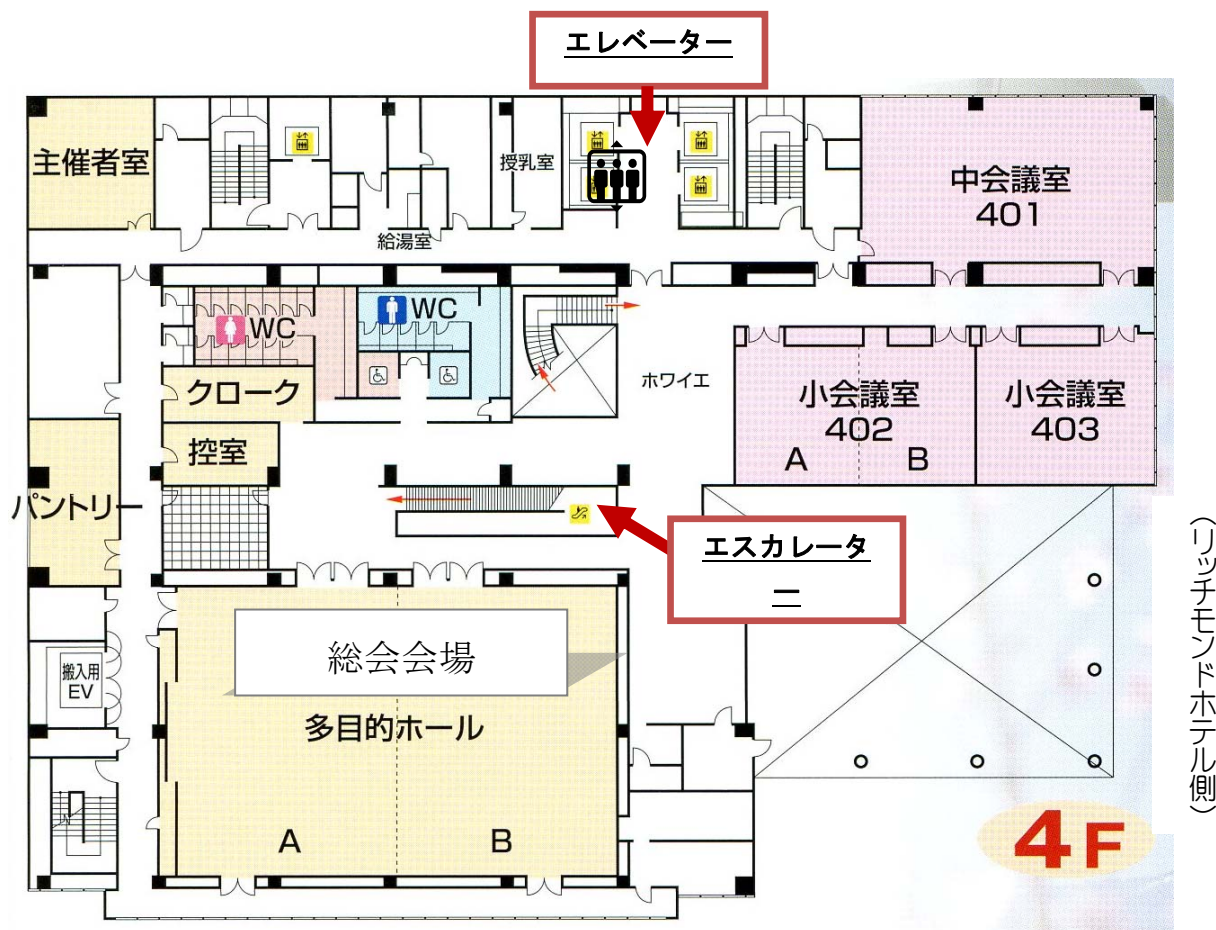 エレベーター
主催者室
授乳室
中会議室
401
給湯室
WC
WC
ホワイエ
クローク
小会議室
402
A B
小会議室
403
控室
パントリー
エスカレータ
ー
(リッチモンドホテル側)
総会会場
搬入用
EV
多目的ホール
A B
4F